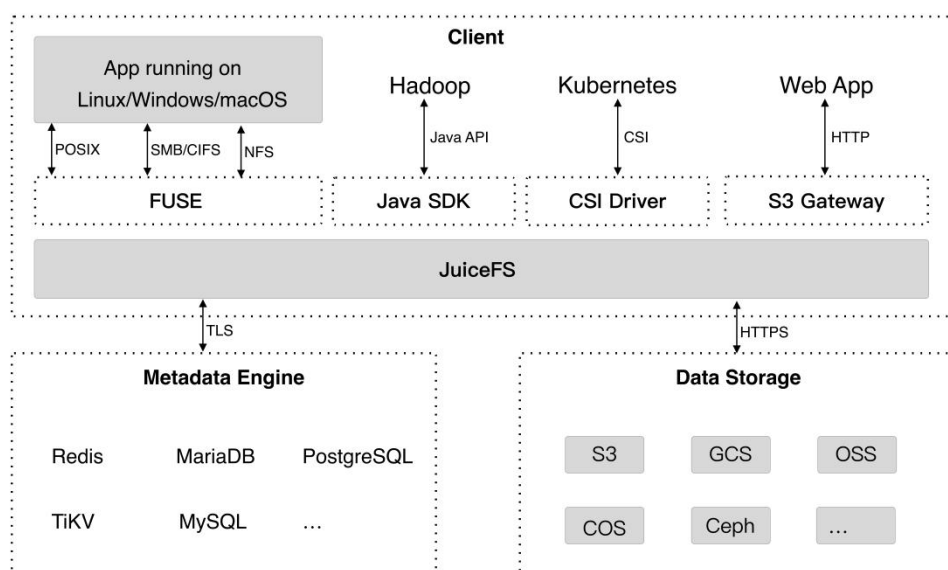 Client
App running on
Linux/Windows/macOS
Hadoop
Kubernetes
Web App
POSIX
SMB/CIFS
NFS
Java API
CSI
HTTP
FUSE
Java SDK
CSI Driver
S3 Gateway
JuiceFS
TLS
HTTPS
Metadata Engine
Redis
MariaDB
PostgreSQL
TiKV
MySQL
...
Data Storage
S3
GCS
OSS
COS
Ceph
...